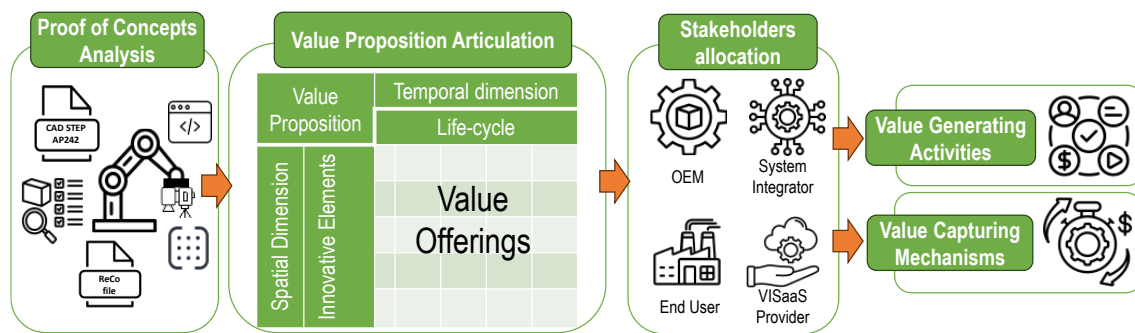 Proof of Concepts
Analysis
CAD STEP
AP242
</>
ReCo
file
Value Proposition Articulation
Value
Proposition
Temporal dimension
Life-cycle
Spatial Dimension
Innovative Elements
Value
Offerings
Stakeholders
allocation
OEM
System
Integrator
End User
VISaaS
Provider
Value Generating
Activities
$
Value Capturing
Mechanisms
$